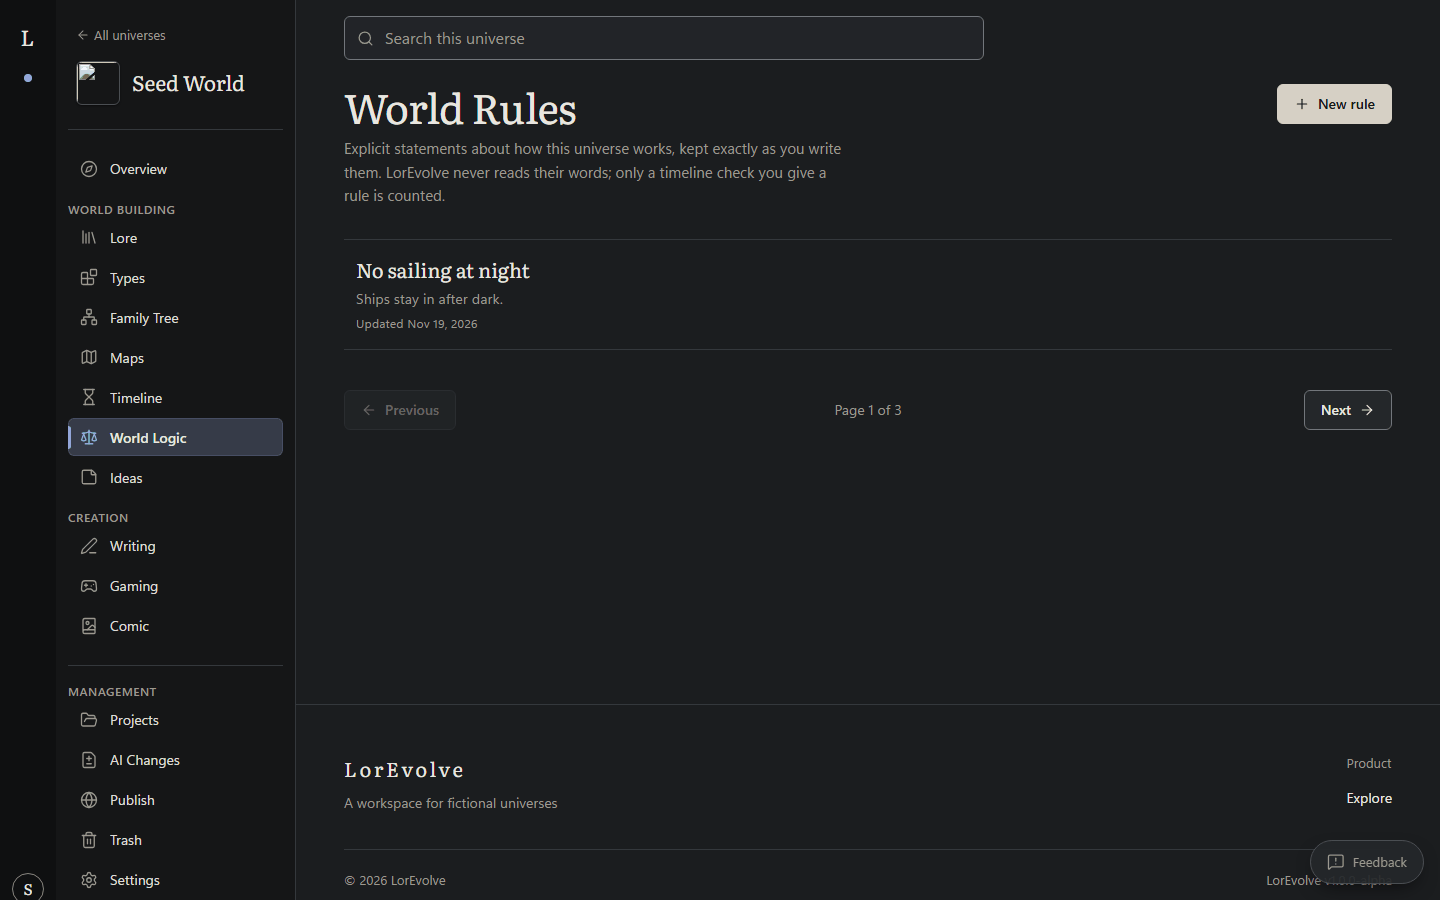 L
All universes
Seed World
Overview
WORLD BUILDING
Lore
Types
Family Tree
Maps
Timeline
World Logic
Ideas
CREATION
Writing
Gaming
Comic
MANAGEMENT
Projects
AI Changes
Publish
Trash
Settings
S
Search this universe
World Rules
New rule
Explicit statements about how this universe works, kept exactly as you write
them. LorEvolve never reads their words; only a timeline check you give a
rule is counted.
No sailing at night
Ships stay in after dark.
Updated Nov 19, 2026
Previous
Page 1 of 3
Next
LorEvolve
A workspace for fictional universes
Product
Explore
© 2026 LorEvolve
LorEvolve
Feedback